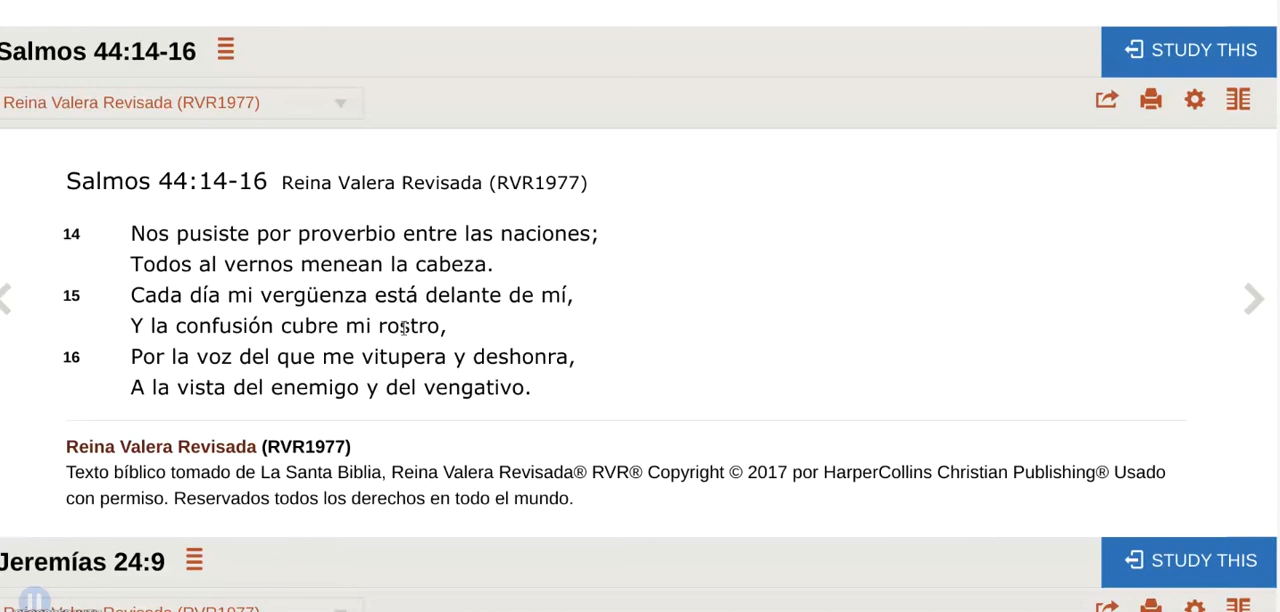 Salmos 44:14-16
STUDY THIS
Reina Valera Revisada (RVR1977)
Salmos 44:14-16 Reina Valera Revisada (RVR1977)
14 Nos pusiste por proverbio entre las naciones;
Todos al vernos menean la cabeza.
15 Cada día mi vergüenza está delante de mí,
Y la confusión cubre mi rostro,
16 Por la voz del que me vitupera y deshonra,
A la vista del enemigo y del vengativo.
Reina Valera Revisada (RVR1977)
Texto bíblico tomado de La Santa Biblia, Reina Valera Revisada® RVR® Copyright © 2017 por HarperCollins Christian Publishing® Usado
con permiso. Reservados todos los derechos en todo el mundo.
Jeremías 24:9
STUDY THIS
Reina Valera Revisada (RVR1977)